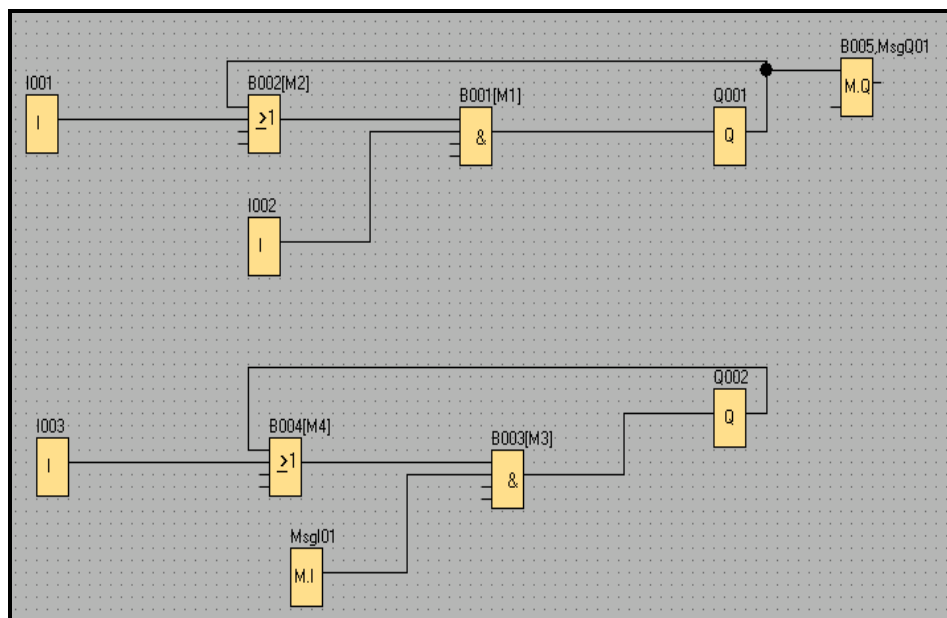 B005,MsgQ01
M.Q
I001
I
B002[M2]
≥1
B001[M1]
&
Q001
Q
I002
I
Q002
Q
I003
I
B004[M4]
≥1
B003[M3]
&
MsgI01
M.I